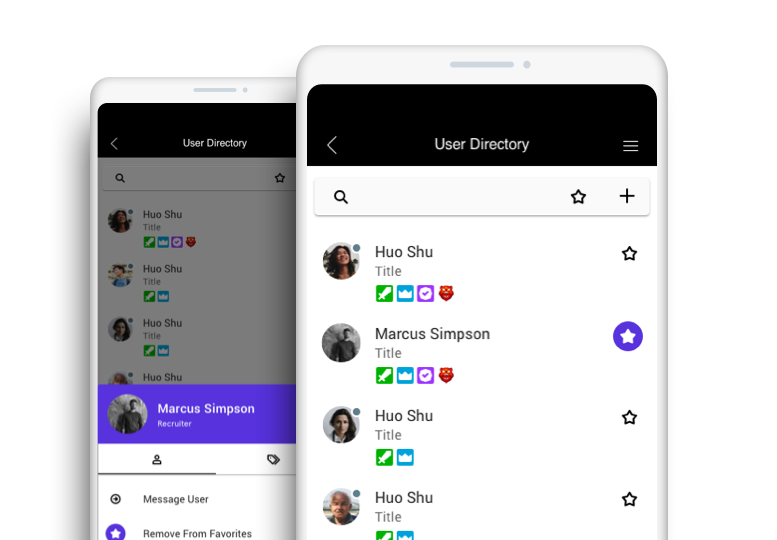 User Directory
Huo Shu
Title
Huo Shu
Title
Huo Shu
Title
Huo Shu
Marcus Simpson
Recruiter
Message User
Remove From Favorites
User Directory
Huo Shu
Title
Marcus Simpson
Title
Huo Shu
Title
Huo Shu
Title